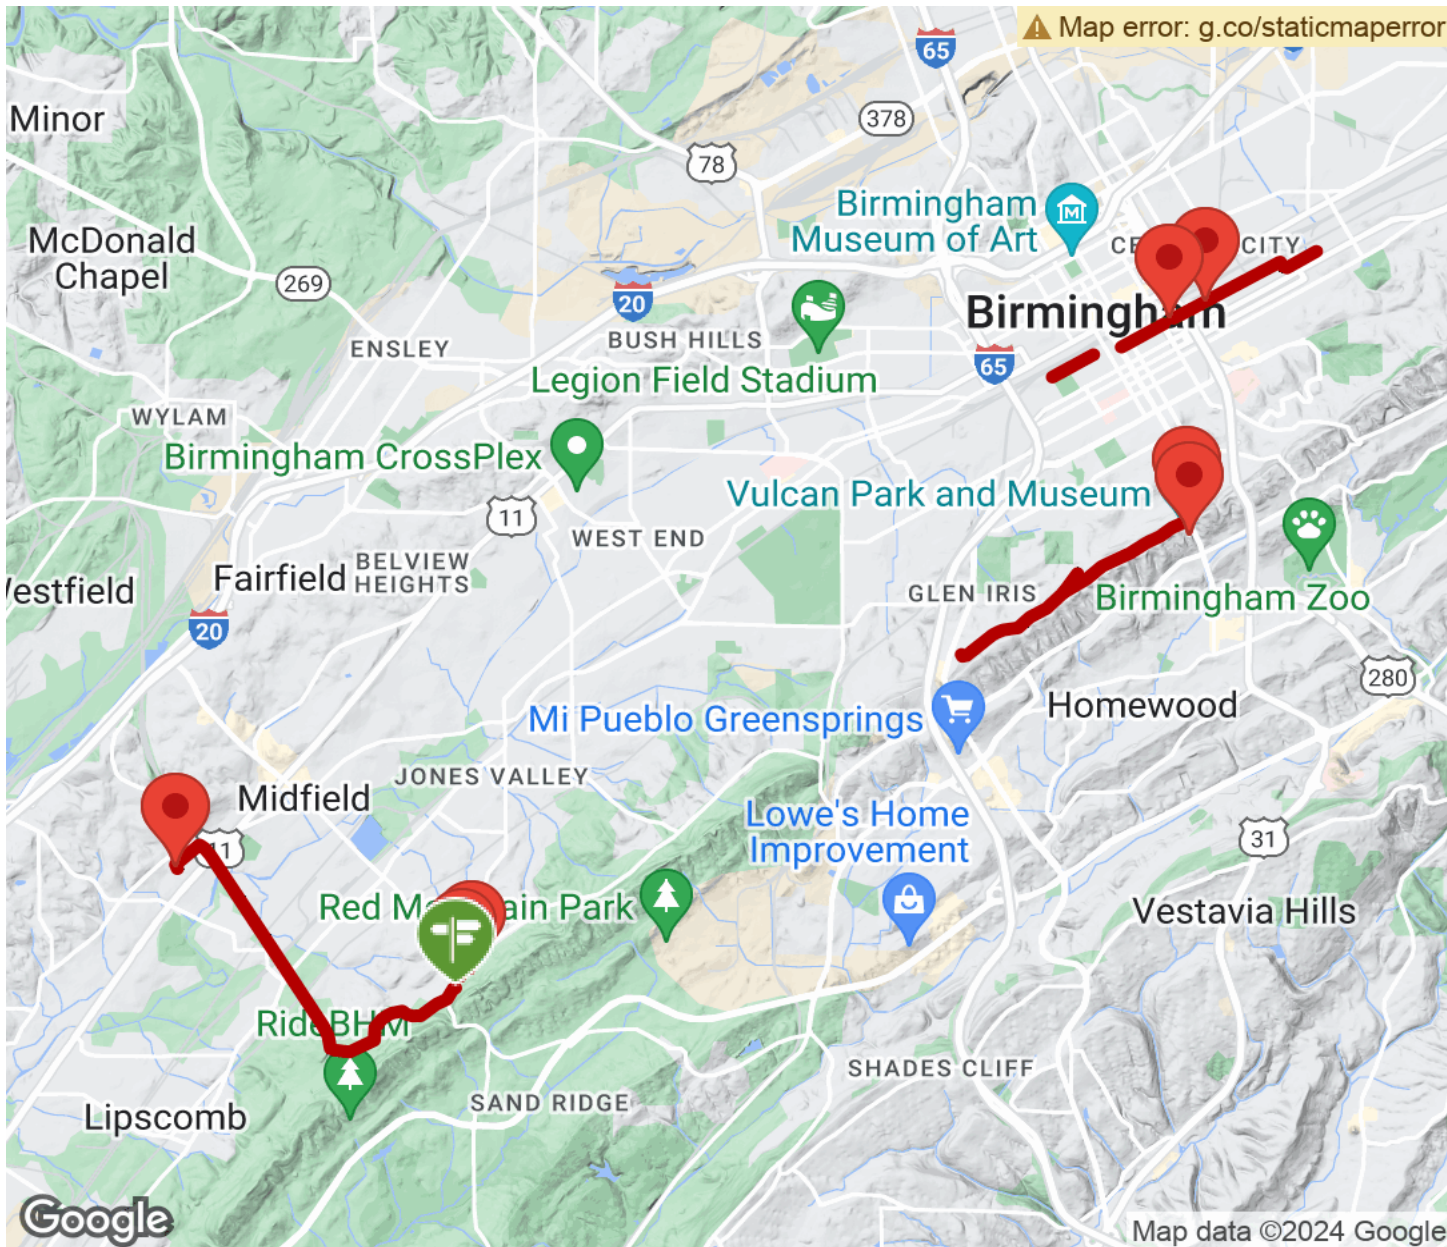 Map error: g.co/staticmaperror
65
Minor
378
78
Birmingham
Museum of Art
McDonald
Chapel
CE
CITY
269
20
Birmingham
BUSH HILLS
ENSLEY
65
Legion Field Stadium
WYLAM
Birmingham CrossPlex
Vulcan Park and Museum
11
WEST END
BELVIEW
HEIGHTS
Fairfield
estfield
GLEN IRIS
Birmingham Zoo
20
280
Homewood
Mi Pueblo Greensprings
JONES VALLEY
Midfield
Lowe's Home
Improvement
31
11
Red M
ain Park
Vestavia Hills
RideBHM
SHADES CLIFF
SAND RIDGE
Lipscomb
Google
Map data ©2024 Google